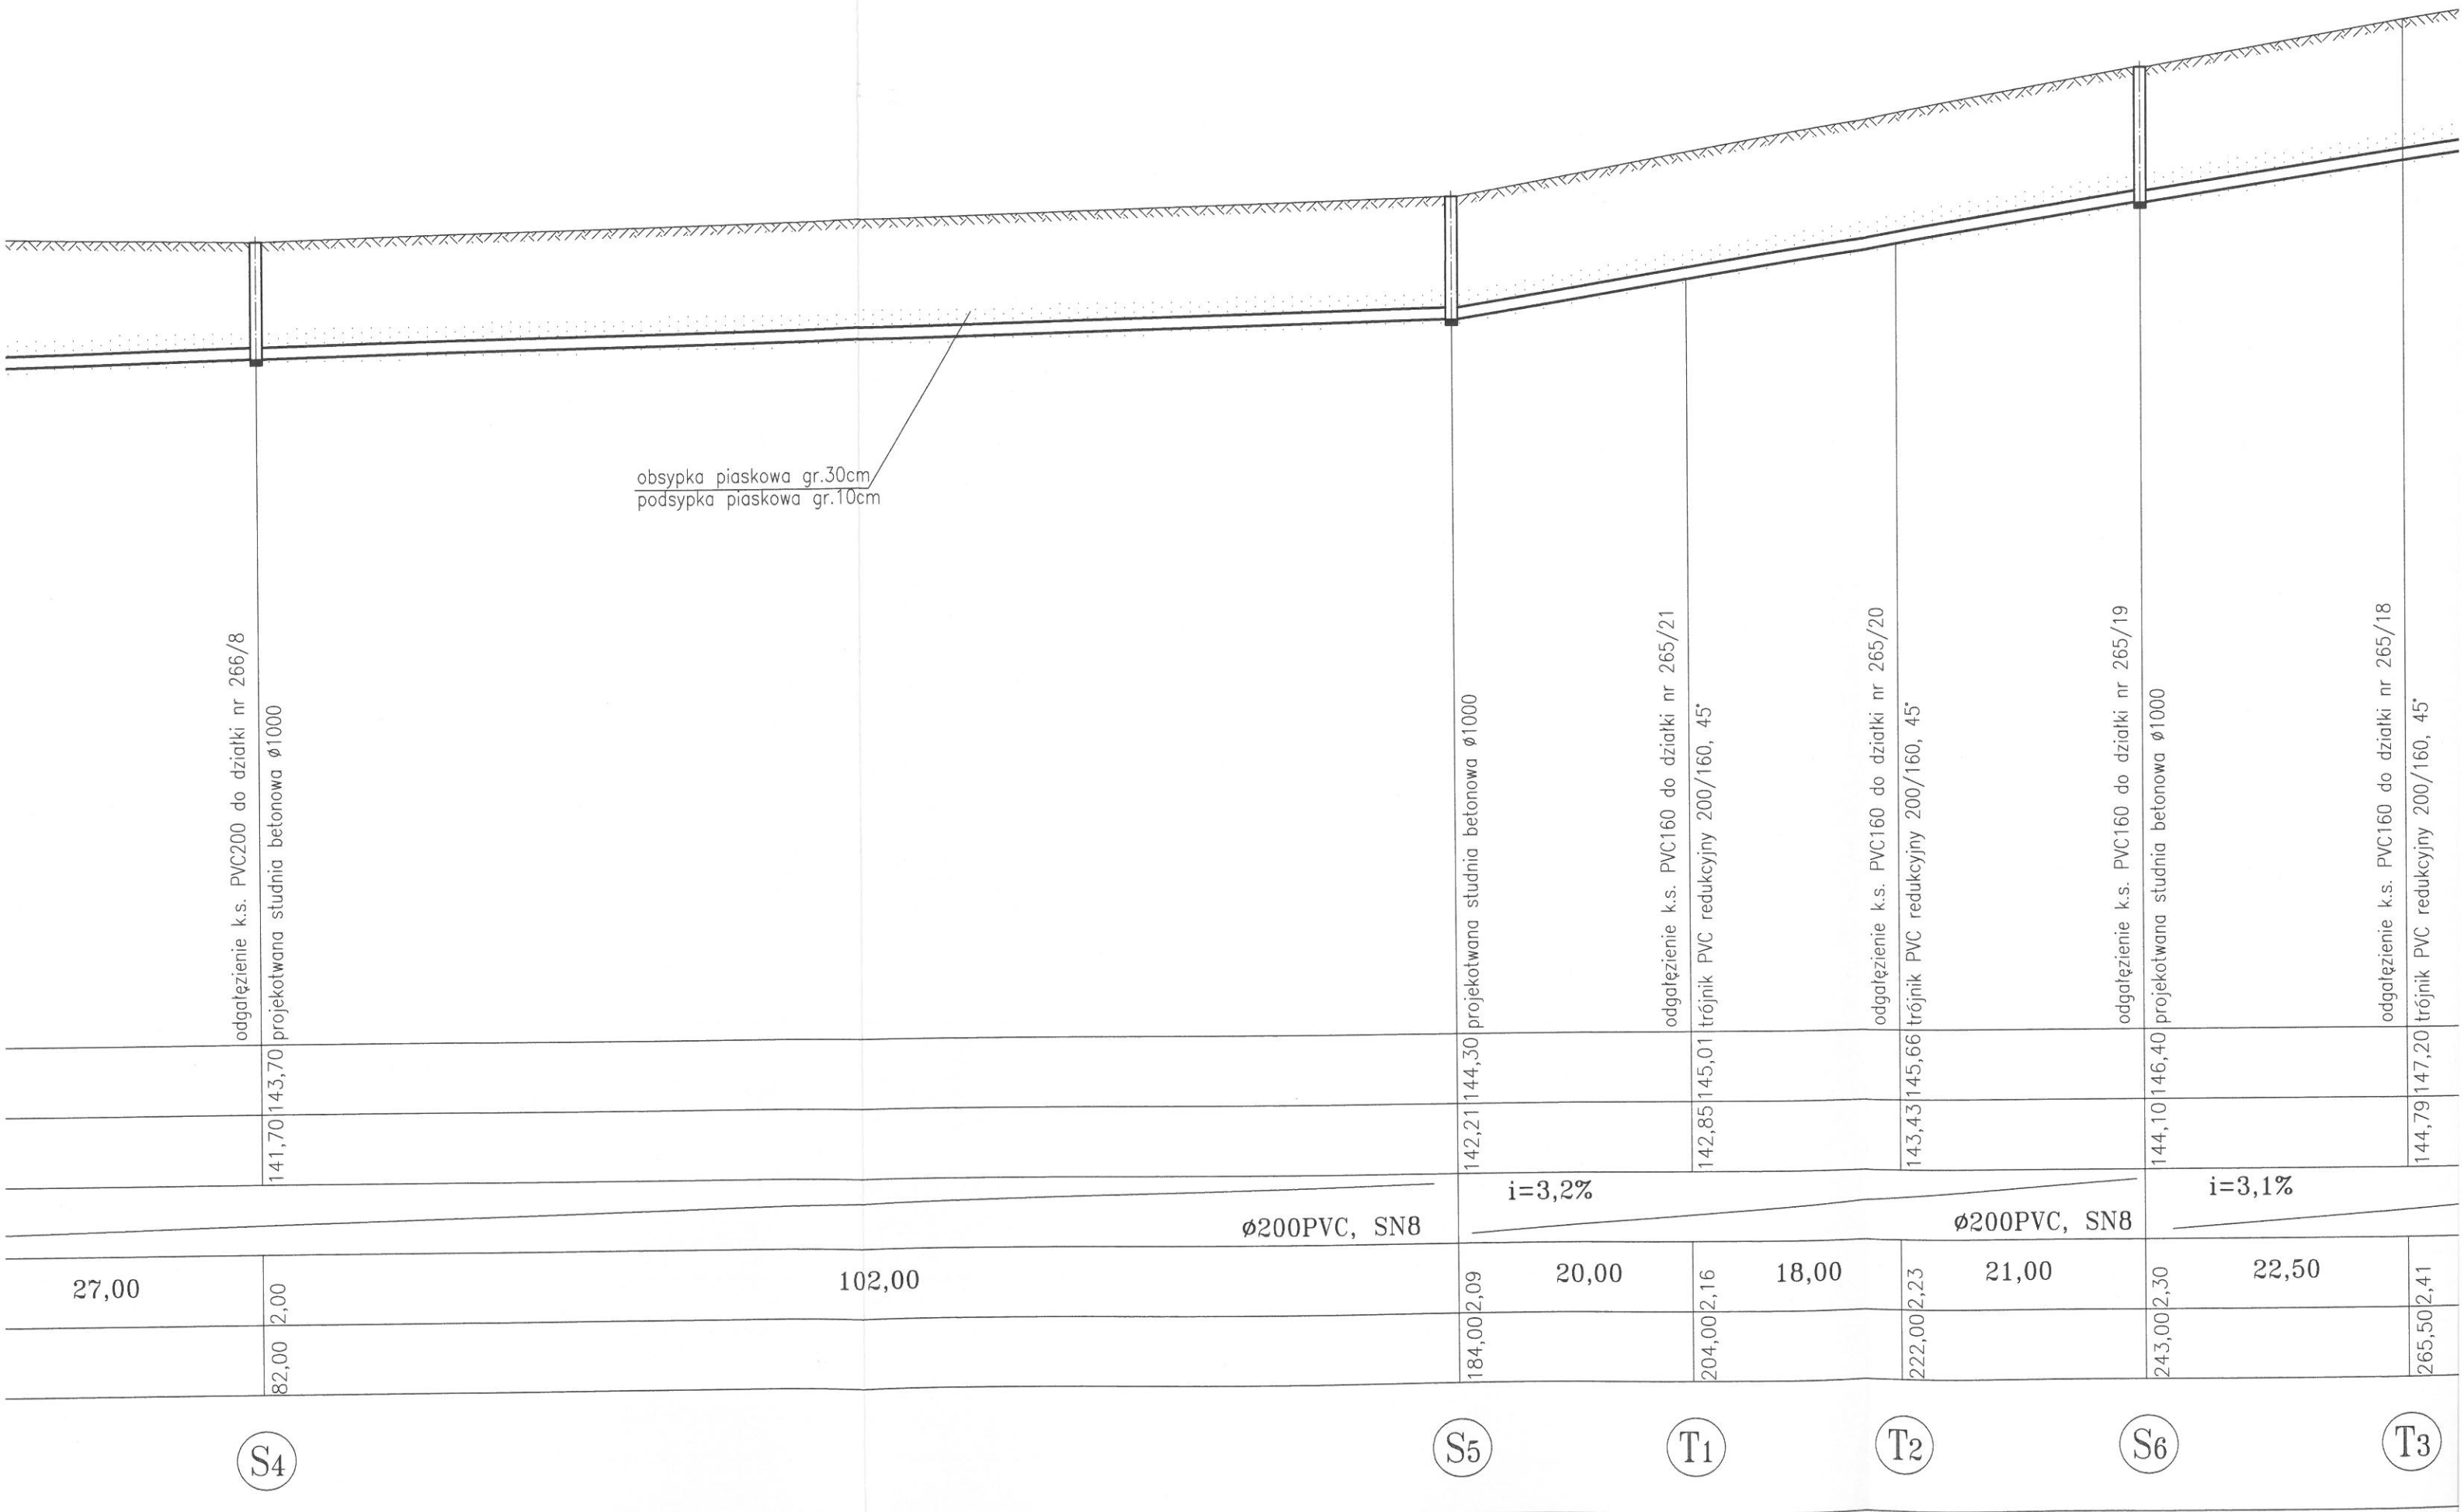 obsypka piaskowa gr.30cm
podsypka piaskowa gr.10cm
odgałęzienie k.s. PVC200 do działki nr 266/8
projekotwana studnia betonowa ø1000
projekotwana studnia betonowa ø1000
odgałęzienie k.s. PVC160 do działki nr 265/21
trójnik PVC redukcyjny 200/160, 45°
odgałęzienie k.s. PVC160 do działki nr 265/20
trójnik PVC redukcyjny 200/160, 45°
odgałęzienie k.s. PVC160 do działki nr 265/19
projekotwana studnia betonowa ø1000
odgałęzienie k.s. PVC160 do działki nr 265/18
trójnik PVC redukcyjny 200/160, 45°
143,70
144,30
145,01
145,66
146,40
147,20
141,70
142,21
142,85
143,43
144,10
144,79
i=3,2%
i=3,1%
ø200PVC, SN8
ø200PVC, SN8
27,00
102,00
20,00
18,00
21,00
22,50
2,00
2,09
2,16
2,23
2,30
2,41
82,00
184,00
204,00
222,00
243,00
265,50
S4
S5
T1
T2
S6
T3